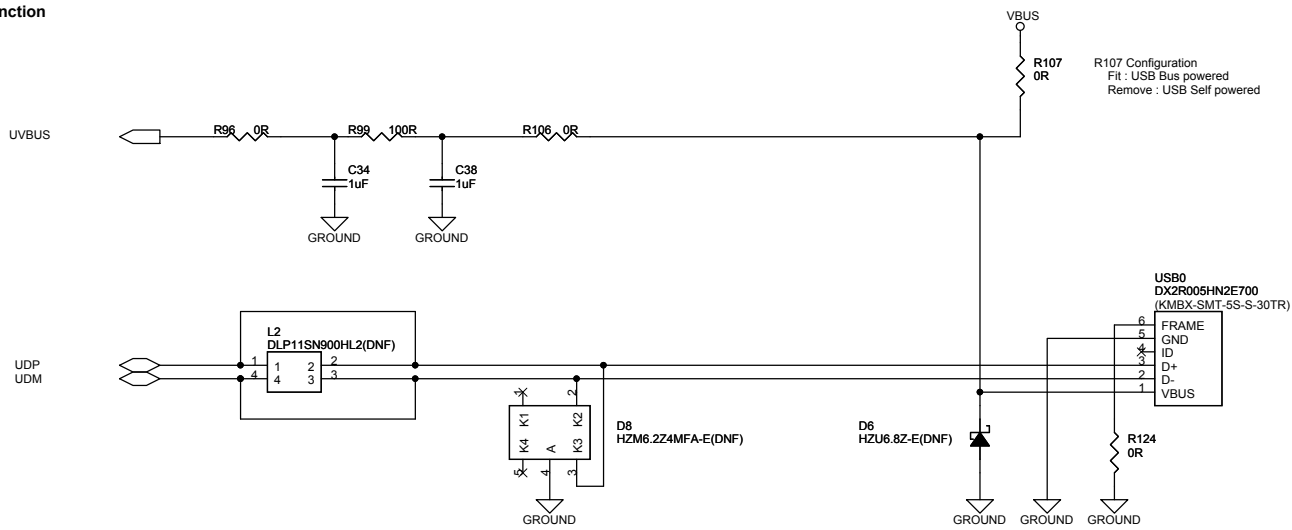 nction
VBUS
R107
0R
R107 Configuration
Fit : USB Bus powered
Remove : USB Self powered
UVBUS
R96 0R
R99 100R
R106 0R
C34
1uF
C38
1uF
GROUND
GROUND
USB0
DX2R005HN2E700
(KMBX-SMT-5S-S-30TR)
L2
DLP11SN900HL2(DNF)
6 FRAME
5 GND
4 ID
3 D+
2 D-
1 VBUS
UDP
UDM
1 1 2 2
4 4 3 3
1 2
K1 K2
K4 A K3
5 4 3
D8
HZM6.2Z4MFA-E(DNF)
D6
HZU6.8Z-E(DNF)
R124
0R
GROUND
GROUND
GROUND
GROUND